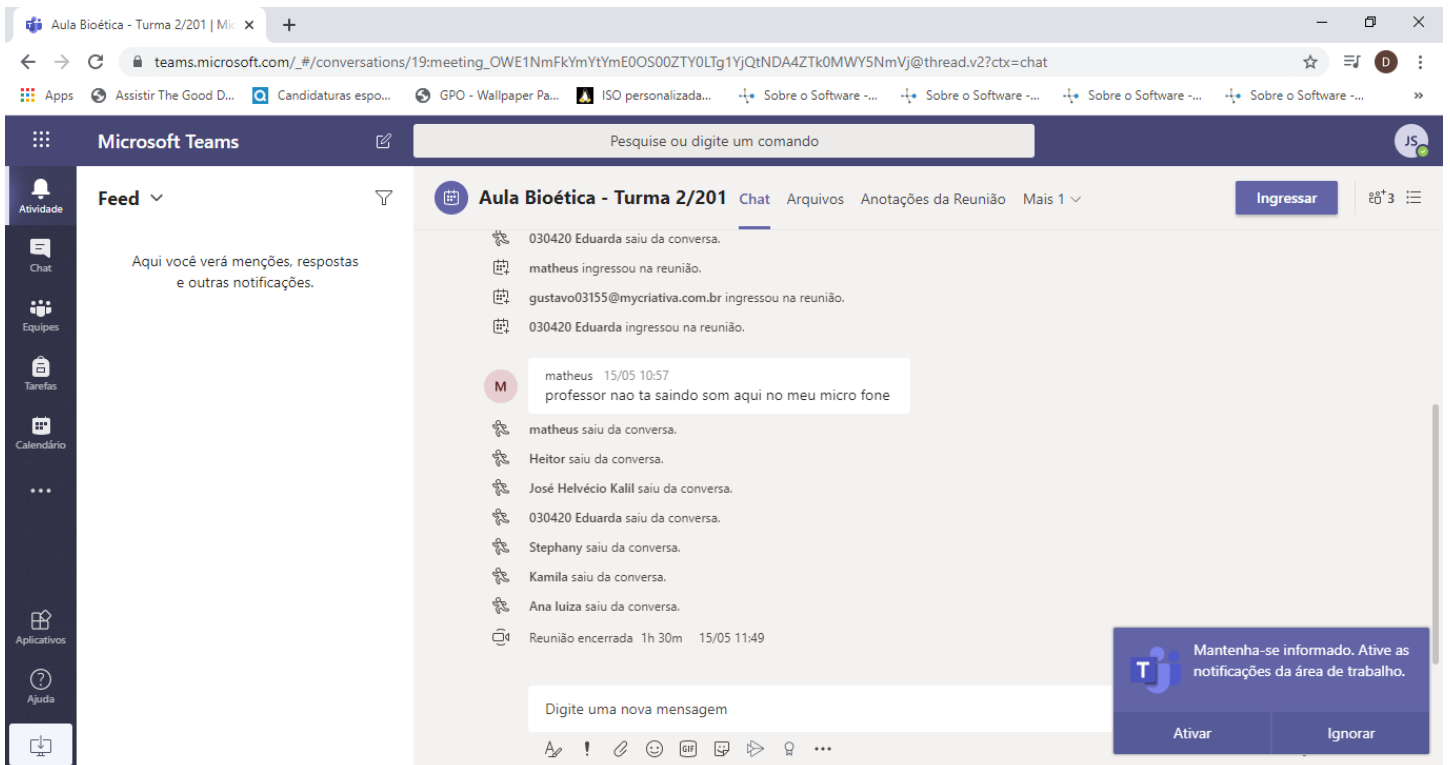 Aula Bioética - Turma 2/201 | Mic
teams.microsoft.com/_#/conversations/19:meeting_OWE1NmFkYmYtYmE0OS00ZTY0LTg1YjQtNDA4ZTk0MWY5NmVj@thread.v2?ctx=chat
D
Apps
Assistir The Good D...
Candidaturas espo...
GPO - Wallpaper Pa...
ISO personalizada...
Sobre o Software -...
Sobre o Software -...
Sobre o Software -...
Sobre o Software -...
Microsoft Teams
Pesquise ou digite um comando
JS
Atividade
Chat
Equipes
Tarefas
Calendário
Aplicativos
Ajuda
Feed
Aqui você verá menções, respostas
e outras notificações.
Aula Bioética - Turma 2/201
Chat
Arquivos
Anotações da Reunião
Mais 1
Ingressar
3
030420 Eduarda saiu da conversa.
matheus ingressou na reunião.
gustavo03155@mycriativa.com.br ingressou na reunião.
030420 Eduarda ingressou na reunião.
M
matheus 15/05 10:57
professor nao ta saindo som aqui no meu micro fone
matheus saiu da conversa.
Heitor saiu da conversa.
José Helvécio Kalil saiu da conversa.
030420 Eduarda saiu da conversa.
Stephany saiu da conversa.
Kamila saiu da conversa.
Ana luiza saiu da conversa.
Reunião encerrada 1h 30m 15/05 11:49
Digite uma nova mensagem
GIF
T
Mantenha-se informado. Ative as
notificações da área de trabalho.
Ativar
Ignorar